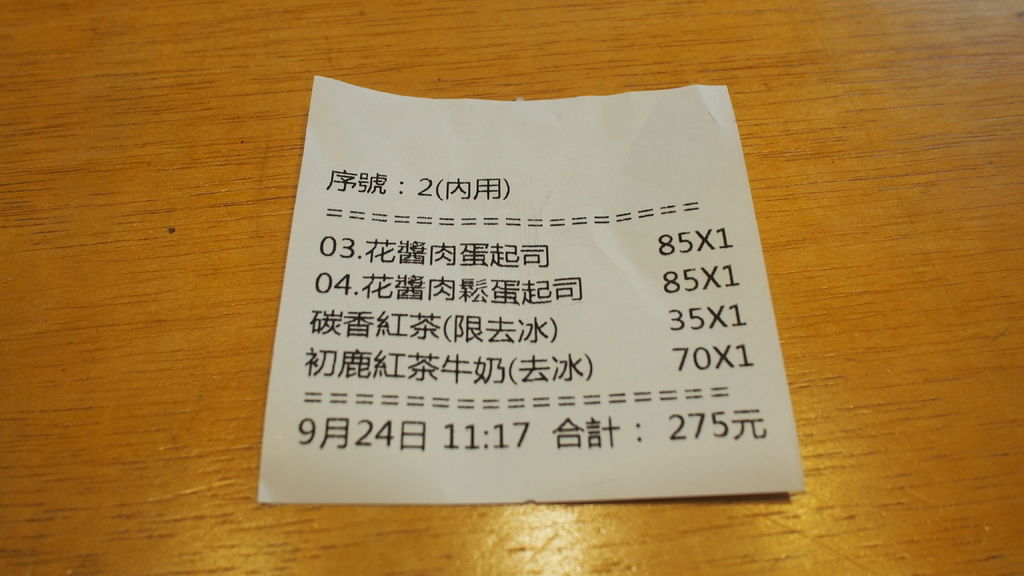 序號：2(內用)
=================
03.花醬肉蛋起司 85X1
04.花醬肉鬆蛋起司 85X1
碳香紅茶(限去冰) 35X1
初鹿紅茶牛奶(去冰) 70X1
=================
9月24日 11:17 合計： 275元